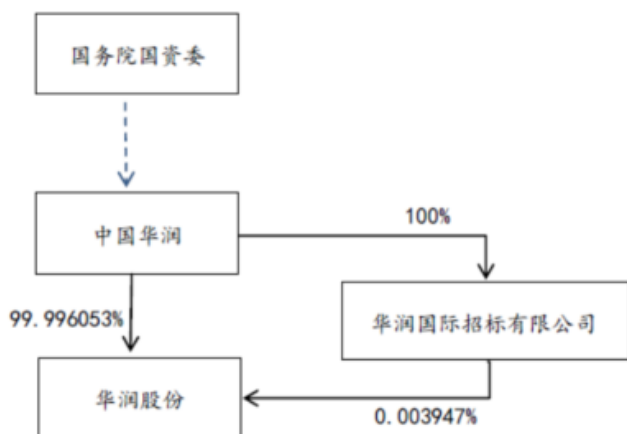 国务院国资委
中国华润
100%
99.996053%
华润国际招标有限公司
华润股份
0.003947%